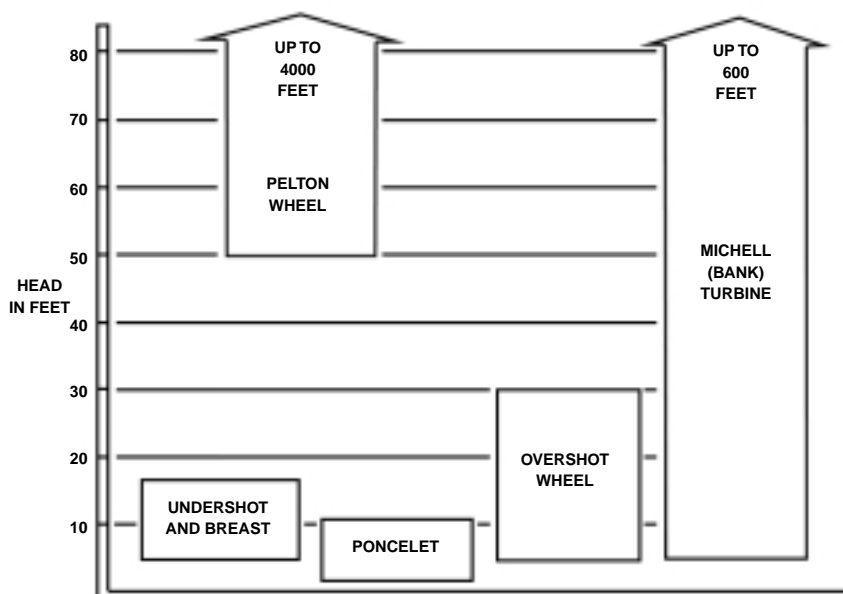 80
70
60
50
40
30
20
10
HEAD
IN FEET
UP TO
4000
FEET
PELTON
WHEEL
UP TO
600
FEET
MICHELL
(BANK)
TURBINE
OVERSHOT
WHEEL
UNDERSHOT
AND BREAST
PONCELET